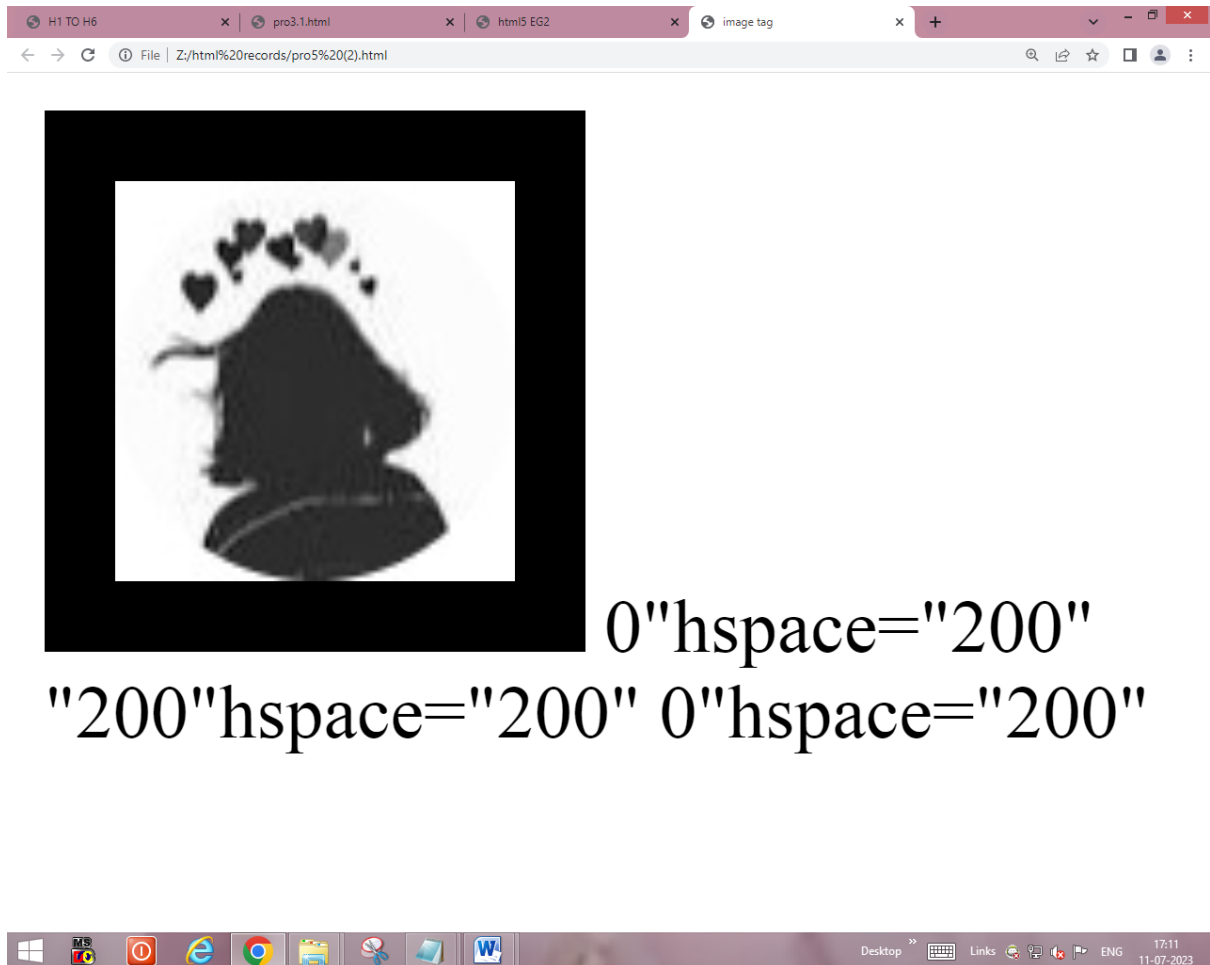 H1 TO H6
pro3.1.html
html5 EG2
image tag
File | Z:/html%20records/pro5%20(2).html
0"hspace="200"
"200"hspace="200" 0"hspace="200"
MS
W
Desktop
Links
ENG
17:11
11-07-2023